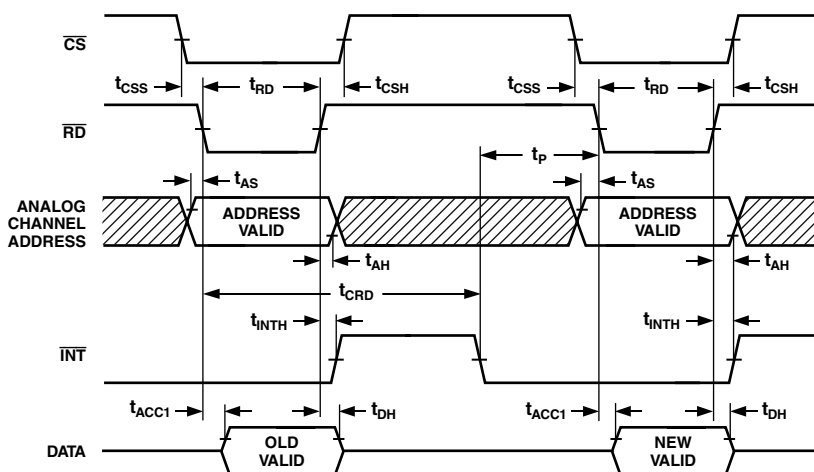 CS
tCSS tRD tCSH tCSS tRD tCSH
RD
tP
tAS tAS
ANALOG
CHANNEL
ADDRESS
ADDRESS
VALID
ADDRESS
VALID
tAH tAH
tCRD
tINTH tINTH
INT
tACC1 tDH tACC1 tDH
DATA
OLD
VALID
NEW
VALID